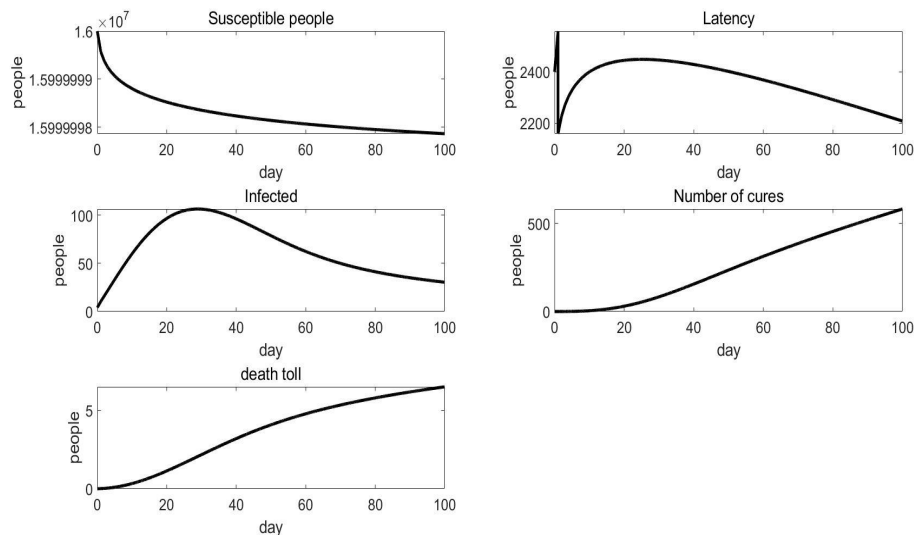 Susceptible people
×10⁷
1.6
1.5999999
1.5999998
people
0 20 40 60 80 100
day
Latency
2400
2200
people
0 20 40 60 80 100
day
Infected
100
50
0
people
0 20 40 60 80 100
day
Number of cures
500
0
people
0 20 40 60 80 100
day
death toll
5
0
people
0 20 40 60 80 100
day